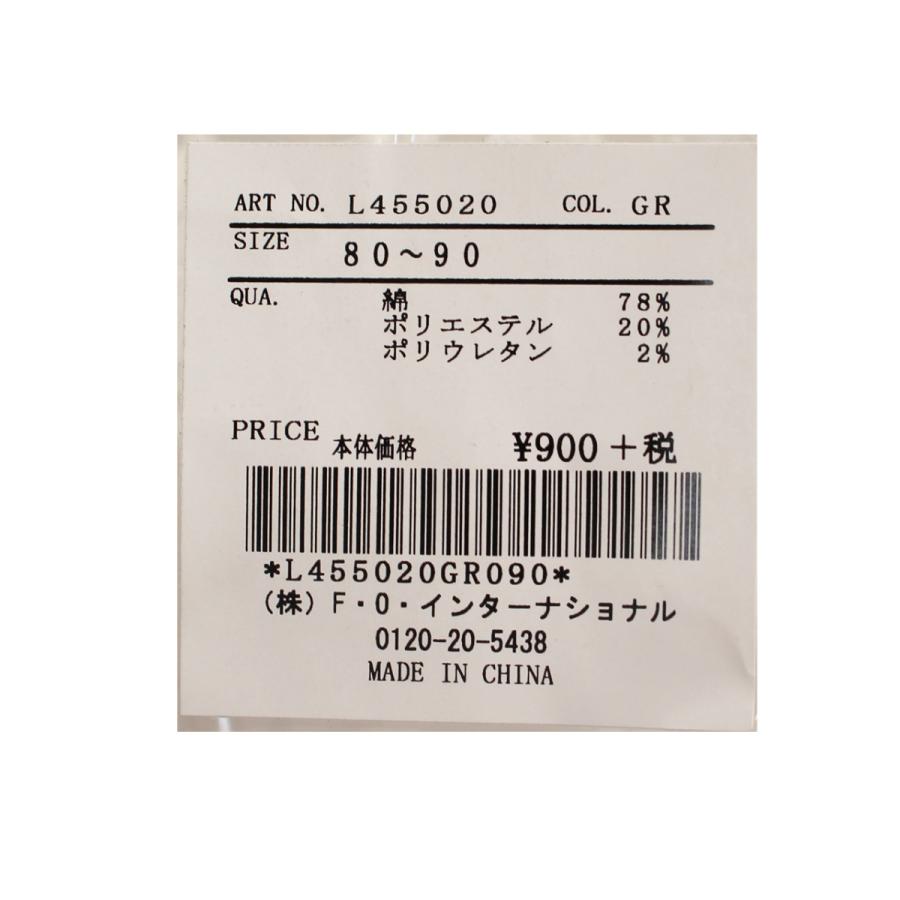 ART NO. L455020 COL. GR
SIZE 80~90
QUA. 綿 78%
ポリエステル 20%
ポリウレタン 2%
PRICE 本体価格 ¥900+税
*L455020GR090*
(株)F・O・インターナショナル
0120-20-5438
MADE IN CHINA